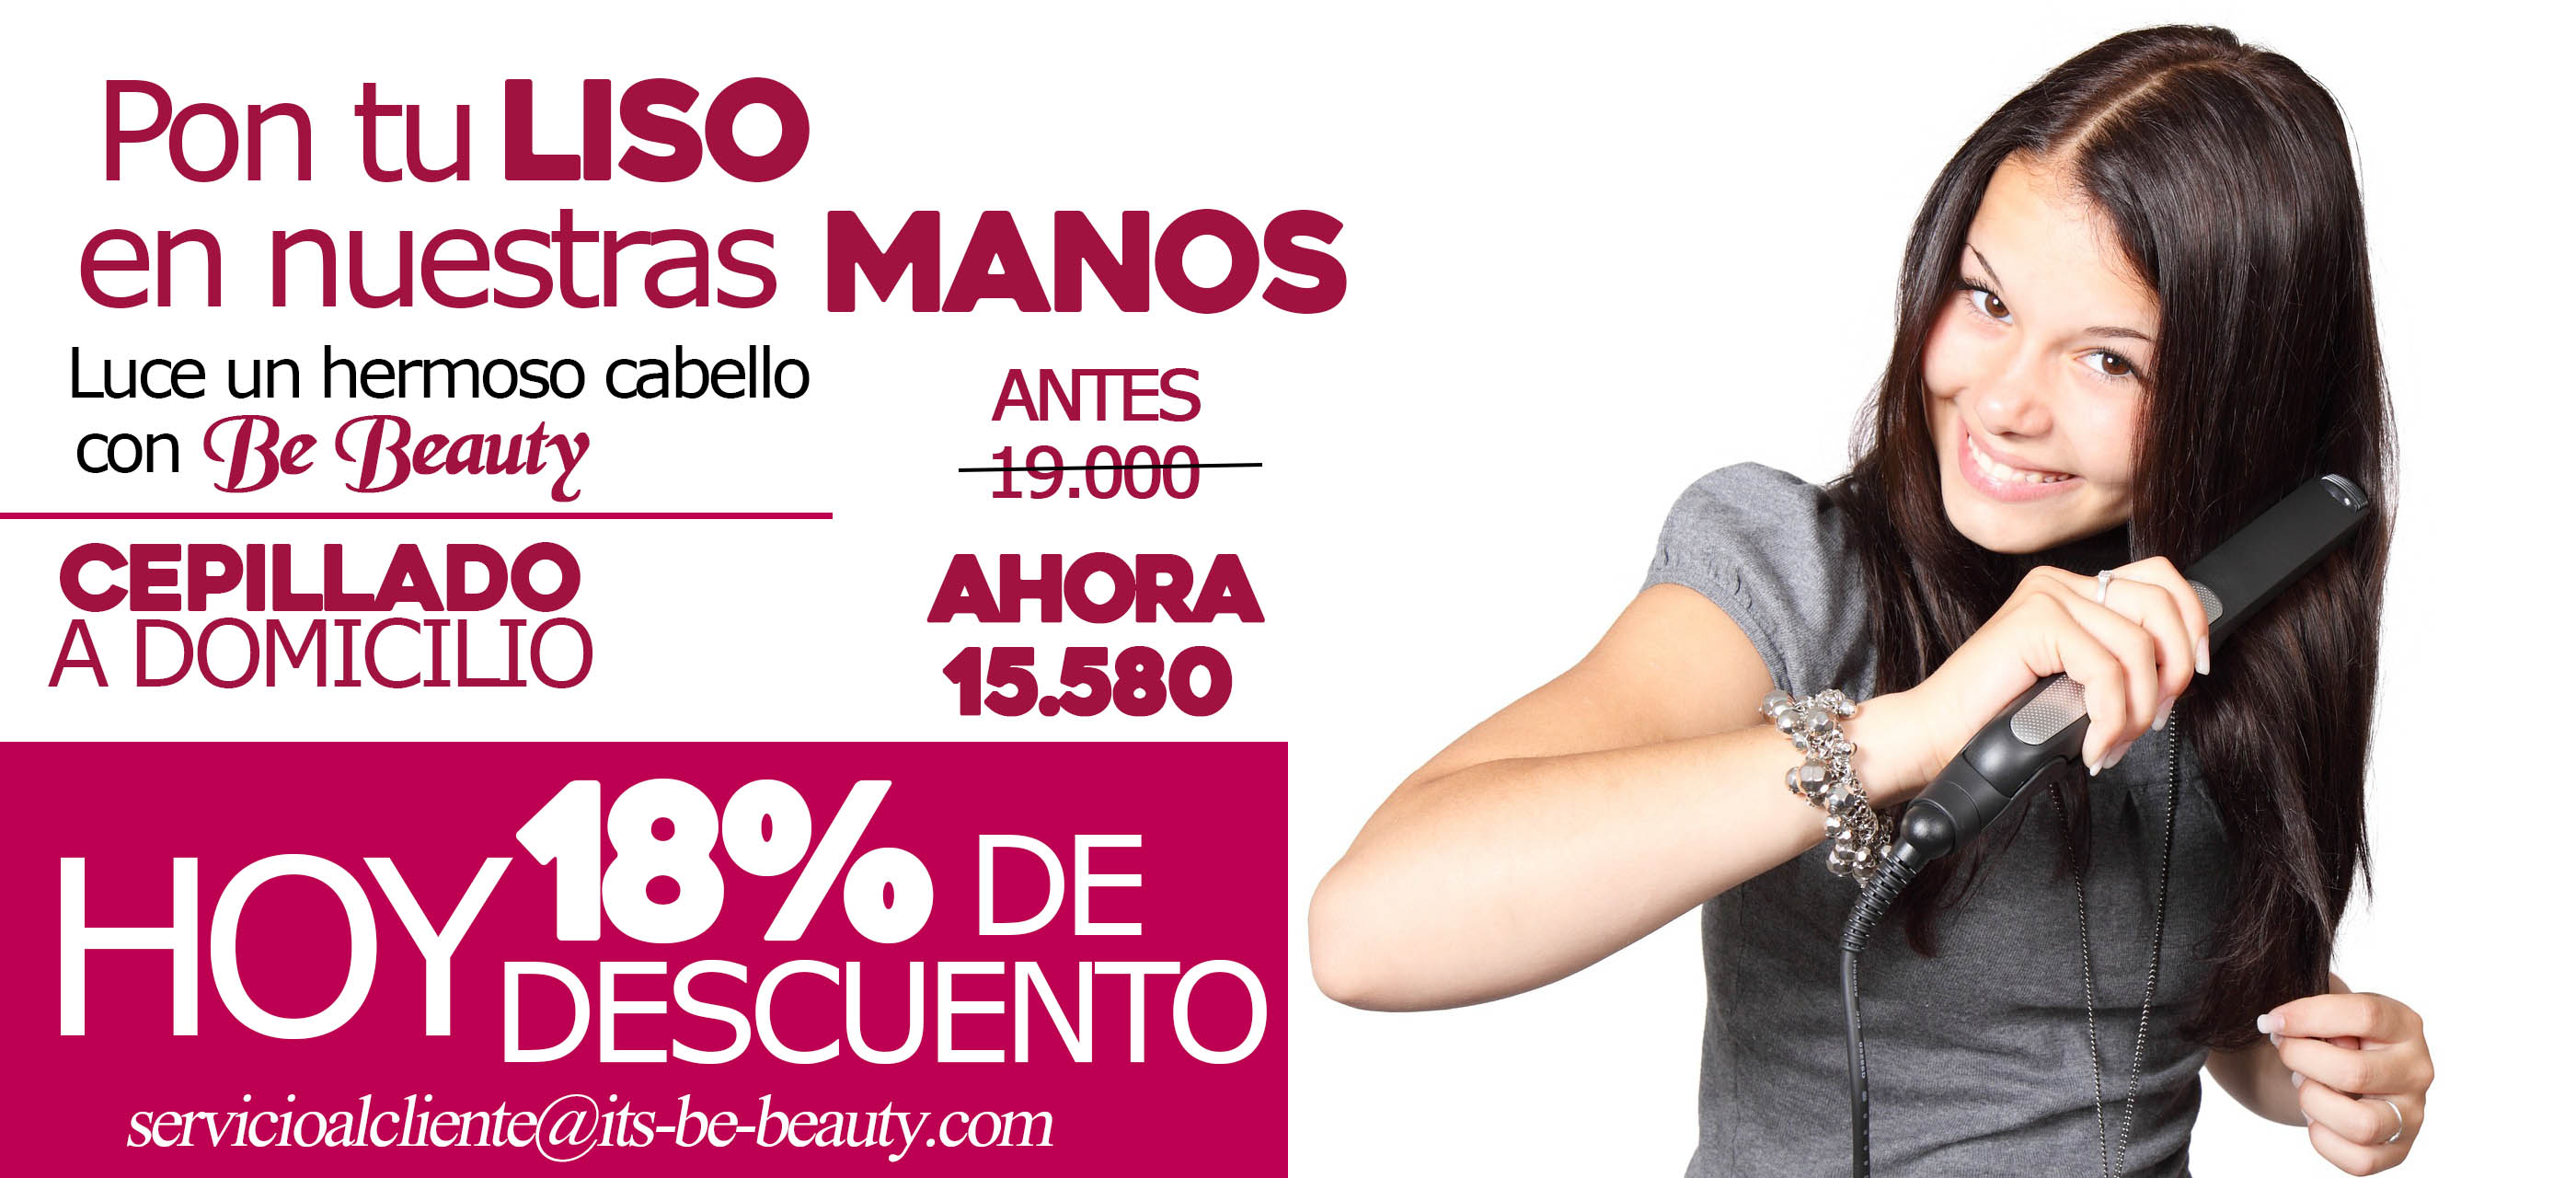 Pon tu LISO
en nuestras MANOS
Luce un hermoso cabello
con Be Beauty
ANTES
19.000
CEPILLADO
A DOMICILIO
AHORA
15.580
HOY 18% DE
DESCUENTO
servicioalcliente@its-be-beauty.com